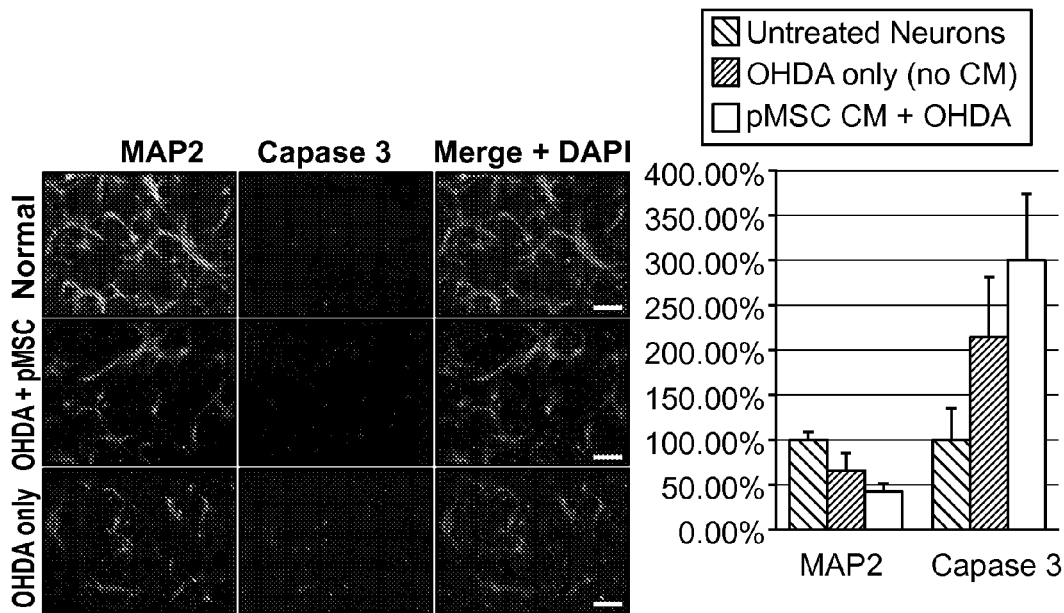 Untreated Neurons
OHDA only (no CM)
pMSC CM + OHDA
MAP2 Capase 3 Merge + DAPI
Normal
OHDA + pMSC
OHDA only
400.00%
350.00%
300.00%
250.00%
200.00%
150.00%
100.00%
50.00%
0.00%
MAP2 Capase 3